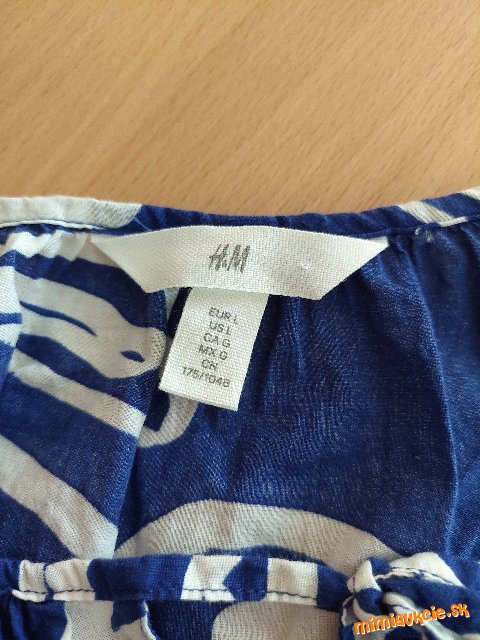 H&M
EUR L
US L
CA G
MX G
CN
175/104B
mimiaukcie.sk